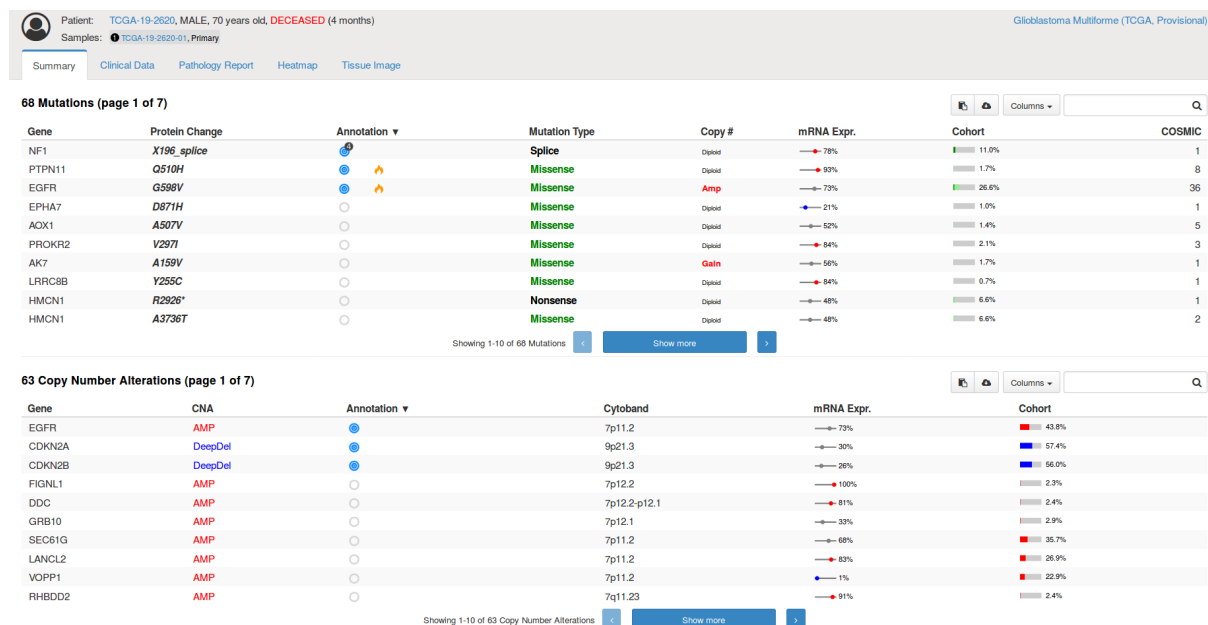 Patient: TCGA-19-2620, MALE, 70 years old, DECEASED (4 months) Glioblastoma Multiforme (TCGA, Provisional)
Samples: 1 TCGA-19-2620-01, Primary
Summary Clinical Data Pathology Report Heatmap Tissue Image
68 Mutations (page 1 of 7) Columns
Gene Protein Change Annotation ▼ Mutation Type Copy # mRNA Expr. Cohort COSMIC
NF1 X196_splice 4 Splice Diploid 78% 11.0% 1
PTPN11 Q510H Missense Diploid 93% 1.7% 8
EGFR G598V Missense Amp 73% 26.6% 36
EPHA7 D871H Missense Diploid 21% 1.0% 1
AOX1 A507V Missense Diploid 52% 1.4% 5
PROKR2 V297I Missense Diploid 84% 2.1% 3
AK7 A159V Missense Gain 56% 1.7% 1
LRRC8B Y255C Missense Diploid 84% 0.7% 1
HMCN1 R2926* Nonsense Diploid 48% 6.6% 1
HMCN1 A3736T Missense Diploid 48% 6.6% 2
Showing 1-10 of 68 Mutations ‹ Show more ›
63 Copy Number Alterations (page 1 of 7) Columns
Gene CNA Annotation ▼ Cytoband mRNA Expr. Cohort
EGFR AMP 7p11.2 73% 43.8%
CDKN2A DeepDel 9p21.3 30% 57.4%
CDKN2B DeepDel 9p21.3 26% 56.0%
FIGNL1 AMP 7p12.2 100% 2.3%
DDC AMP 7p12.2-p12.1 81% 2.4%
GRB10 AMP 7p12.1 33% 2.9%
SEC61G AMP 7p11.2 68% 35.7%
LANCL2 AMP 7p11.2 83% 26.9%
VOPP1 AMP 7p11.2 1% 22.9%
RHBDD2 AMP 7q11.23 91% 2.4%
Showing 1-10 of 63 Copy Number Alterations ‹ Show more ›